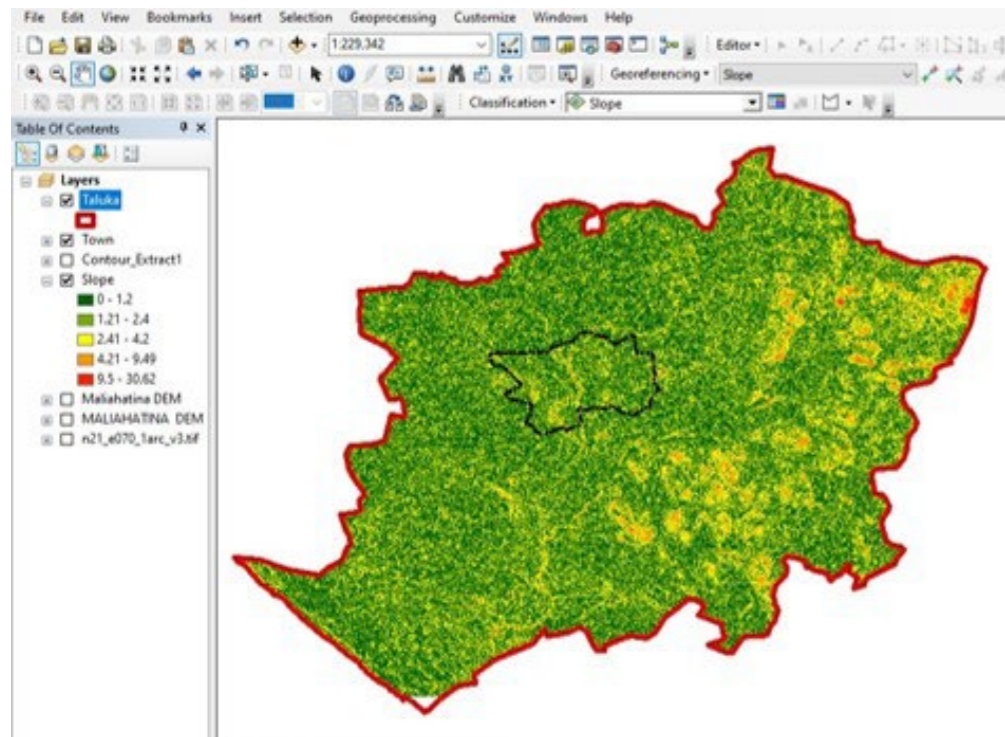 File Edit View Bookmarks Insert Selection Geoprocessing Customize Windows Help
1:229,342 Editor
Georeferencing Slope
Classification Slope
Table Of Contents
Layers
Taluka
Town
Contour_Extract1
Slope
0 - 1.2
1.21 - 2.4
2.41 - 4.2
4.21 - 9.49
9.5 - 30.62
Maliahatina DEM
MALIAHATINA DEM
n21_e070_1arc_v3.tif